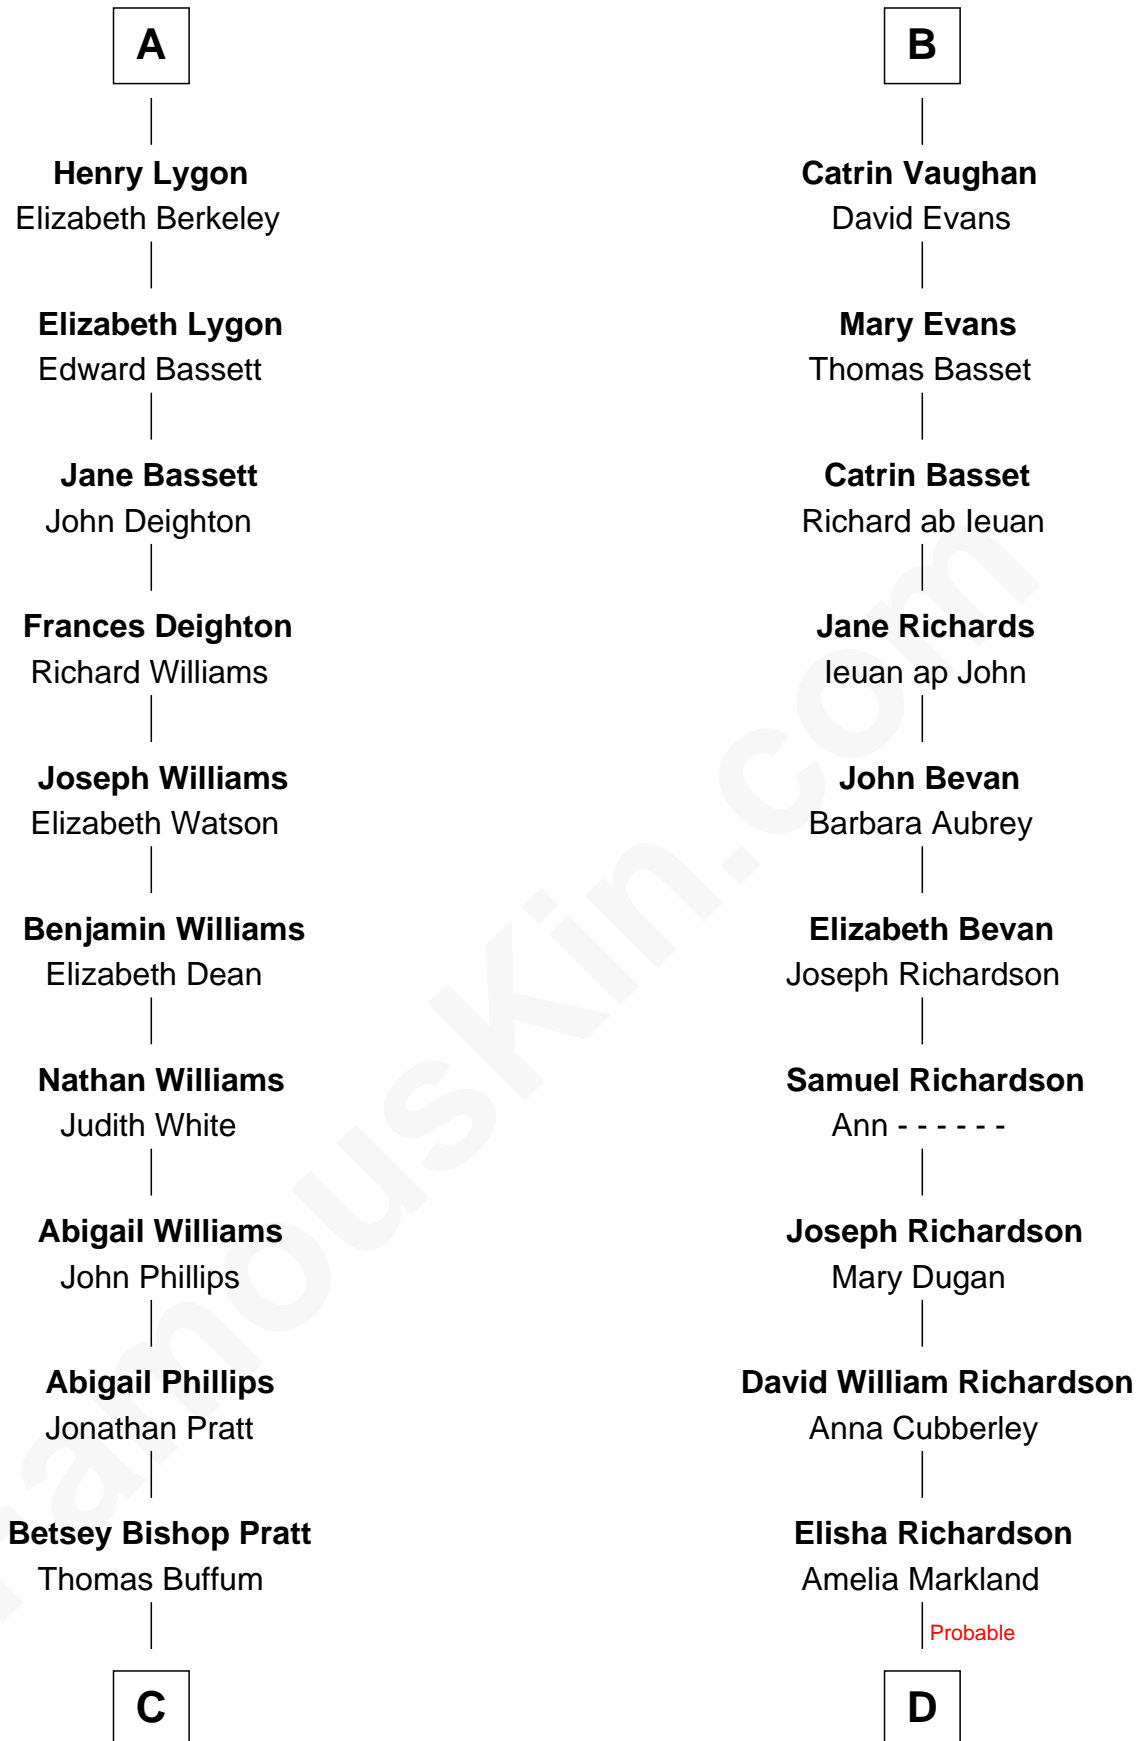 A
Henry Lygon
Elizabeth Berkeley
Elizabeth Lygon
Edward Bassett
Jane Bassett
John Deighton
Frances Deighton
Richard Williams
Joseph Williams
Elizabeth Watson
Benjamin Williams
Elizabeth Dean
Nathan Williams
Judith White
Abigail Williams
John Phillips
Abigail Phillips
Jonathan Pratt
Betsey Bishop Pratt
Thomas Buffum
C
B
Catrin Vaughan
David Evans
Mary Evans
Thomas Basset
Catrin Basset
Richard ab Ieuan
Jane Richards
Ieuan ap John
John Bevan
Barbara Aubrey
Elizabeth Bevan
Joseph Richardson
Samuel Richardson
Ann - - - - - -
Joseph Richardson
Mary Dugan
David William Richardson
Anna Cubberley
Elisha Richardson
Amelia Markland
Probable
D
FamousKin.com